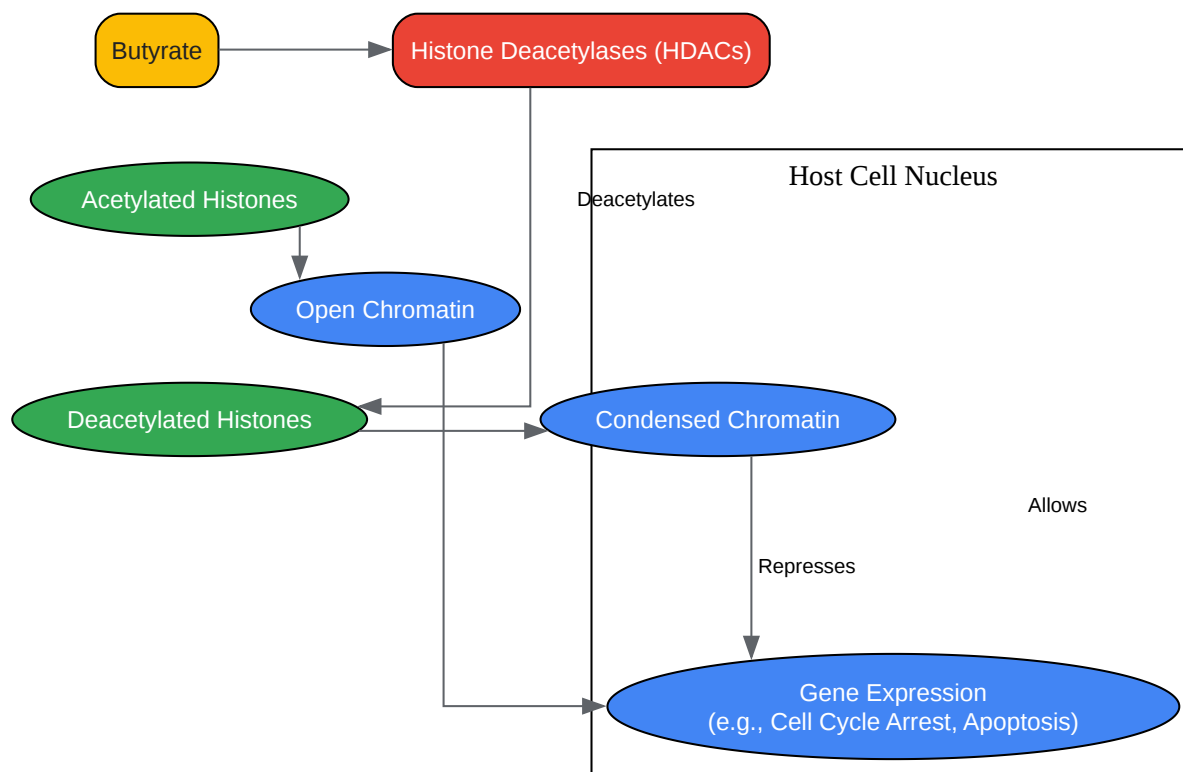 Butyrate
Histone Deacetylases (HDACs)
Host Cell Nucleus
Acetylated Histones
Deacetylates
Open Chromatin
Deacetylated Histones
Condensed Chromatin
Allows
Represses
Gene Expression
(e.g., Cell Cycle Arrest, Apoptosis)